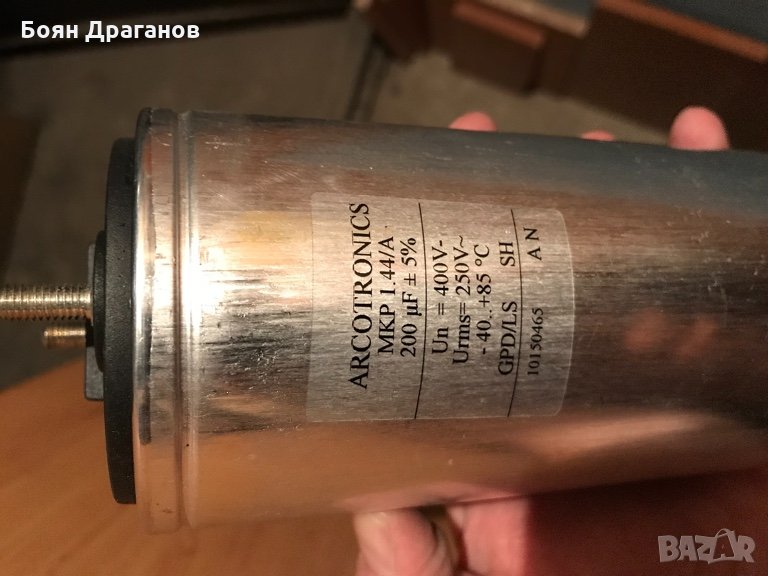 Боян Драганов
ARCOTRONICS
MKP 1.44/A
200 µF ± 5%
Un = 400V-
Urms= 250V~
- 40..+85 °C
GPD/LS SH
10150465 A N
BAZAR